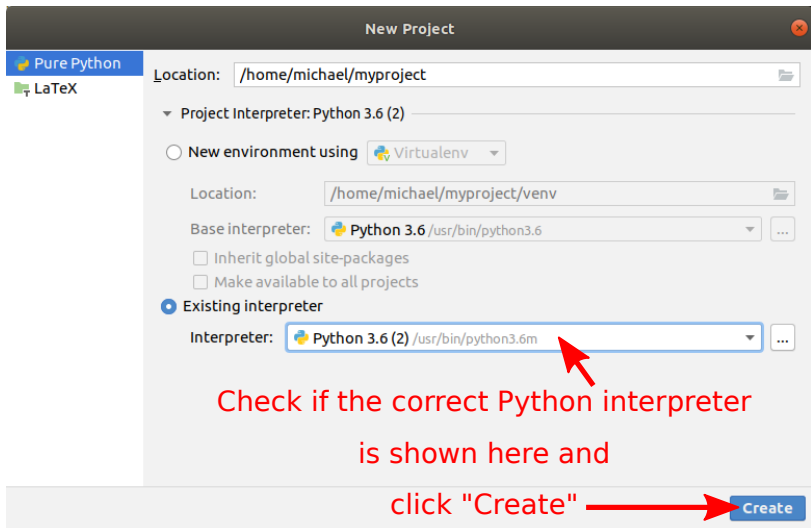 New Project
Pure Python
LaTeX
Location: /home/michael/myproject
Project Interpreter: Python 3.6 (2)
New environment using Virtualenv
Location: /home/michael/myproject/venv
Base interpreter: Python 3.6 /usr/bin/python3.6 ...
Inherit global site-packages
Make available to all projects
Existing interpreter
Interpreter: Python 3.6 (2) /usr/bin/python3.6m ...
Check if the correct Python interpreter
is shown here and
click "Create"
Create